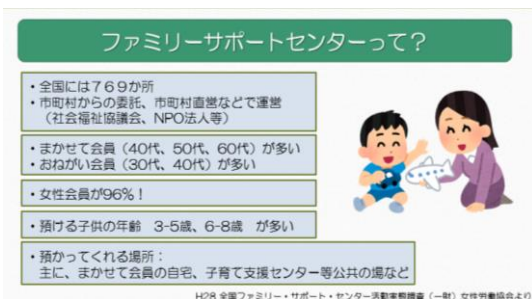 ファミリーサポートセンターって？
・全国には７６９か所
・市町村からの委託、市町村直営などで運営
（社会福祉協議会、NPO法人等）
・まかせて会員（40代、50代、60代）が多い
・おねがい会員（30代、40代）が多い
・女性会員が96%！
・預ける子供の年齢　3-5歳、6-8歳　が多い
・預かってくれる場所：
主に、まかせて会員の自宅、子育て支援センター等公共の場など
H28 全国ファミリー・サポート・センター活動実態調査（一財）女性労働協会より